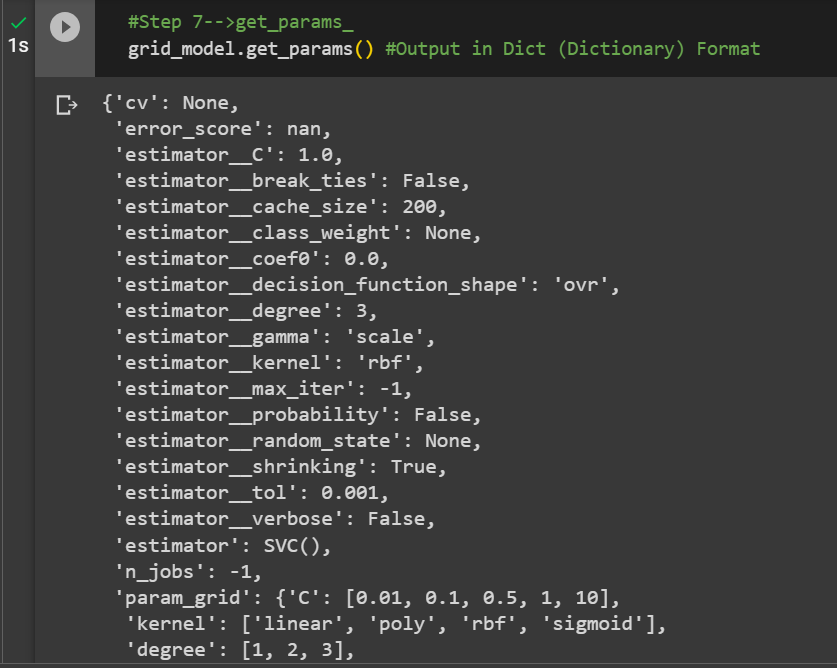 #Step 7-->get_params_
1s
grid_model.get_params() #Output in Dict (Dictionary) Format
{'cv': None,
'error_score': nan,
'estimator__C': 1.0,
'estimator__break_ties': False,
'estimator__cache_size': 200,
'estimator__class_weight': None,
'estimator__coef0': 0.0,
'estimator__decision_function_shape': 'ovr',
'estimator__degree': 3,
'estimator__gamma': 'scale',
'estimator__kernel': 'rbf',
'estimator__max_iter': -1,
'estimator__probability': False,
'estimator__random_state': None,
'estimator__shrinking': True,
'estimator__tol': 0.001,
'estimator__verbose': False,
'estimator': SVC(),
'n_jobs': -1,
'param_grid': {'C': [0.01, 0.1, 0.5, 1, 10],
'kernel': ['linear', 'poly', 'rbf', 'sigmoid'],
'degree': [1, 2, 3],